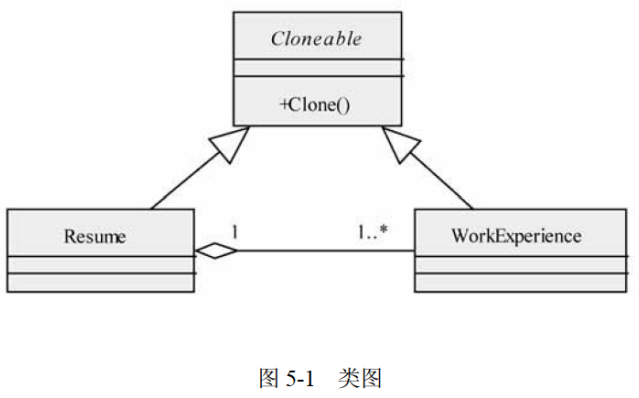 Cloneable
+Clone()
Resume
1
1..*
WorkExperience
图 5-1 类图